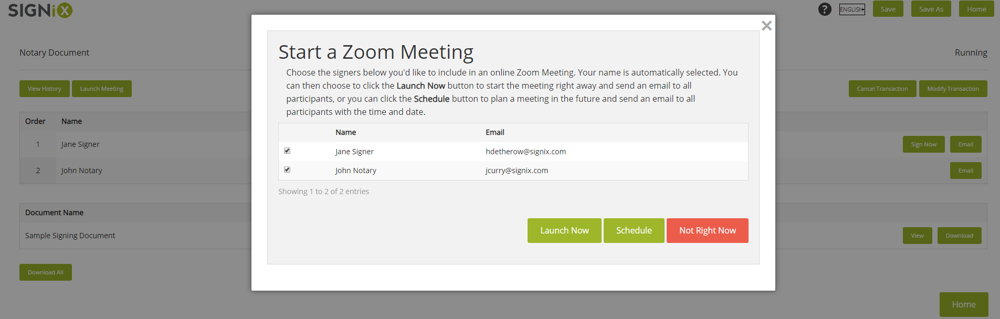 SIGNiX
? ENGLISH Save Save As Home
Notary Document
Running
View History Launch Meeting
Cancel Transaction Modify Transaction
Order Name
1 Jane Signer
Sign Now Email
2 John Notary
Email
Document Name
Sample Signing Document
View Download
Download All
Home
×
Start a Zoom Meeting
Choose the signers below you'd like to include in an online Zoom Meeting. Your name is automatically selected. You
can then choose to click the Launch Now button to start the meeting right away and send an email to all
participants, or you can click the Schedule button to plan a meeting in the future and send an email to all
participants with the time and date.
Name Email
Jane Signer hdetherow@signix.com
John Notary jcurry@signix.com
Showing 1 to 2 of 2 entries
Launch Now Schedule Not Right Now